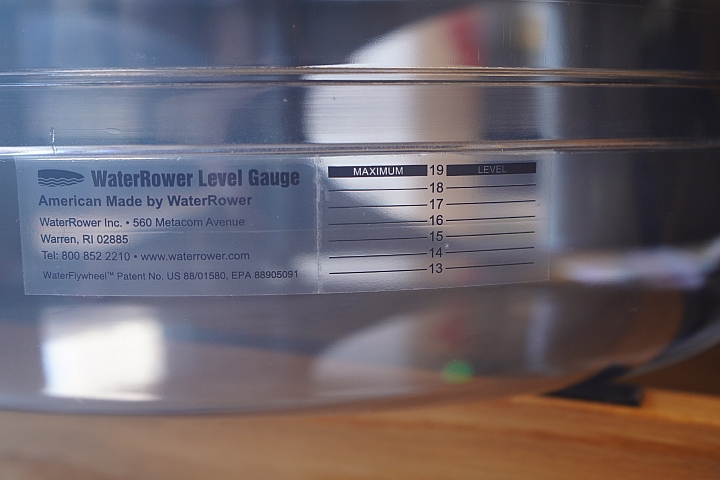 WaterRower Level Gauge
American Made by WaterRower
WaterRower Inc. • 560 Metacom Avenue
Warren, RI 02885
Tel: 800 852 2210 • www.waterrower.com
WaterFlywheel™ Patent No. US 88/01580, EPA 88905091
MAXIMUM 19 LEVEL
18
17
16
15
14
13